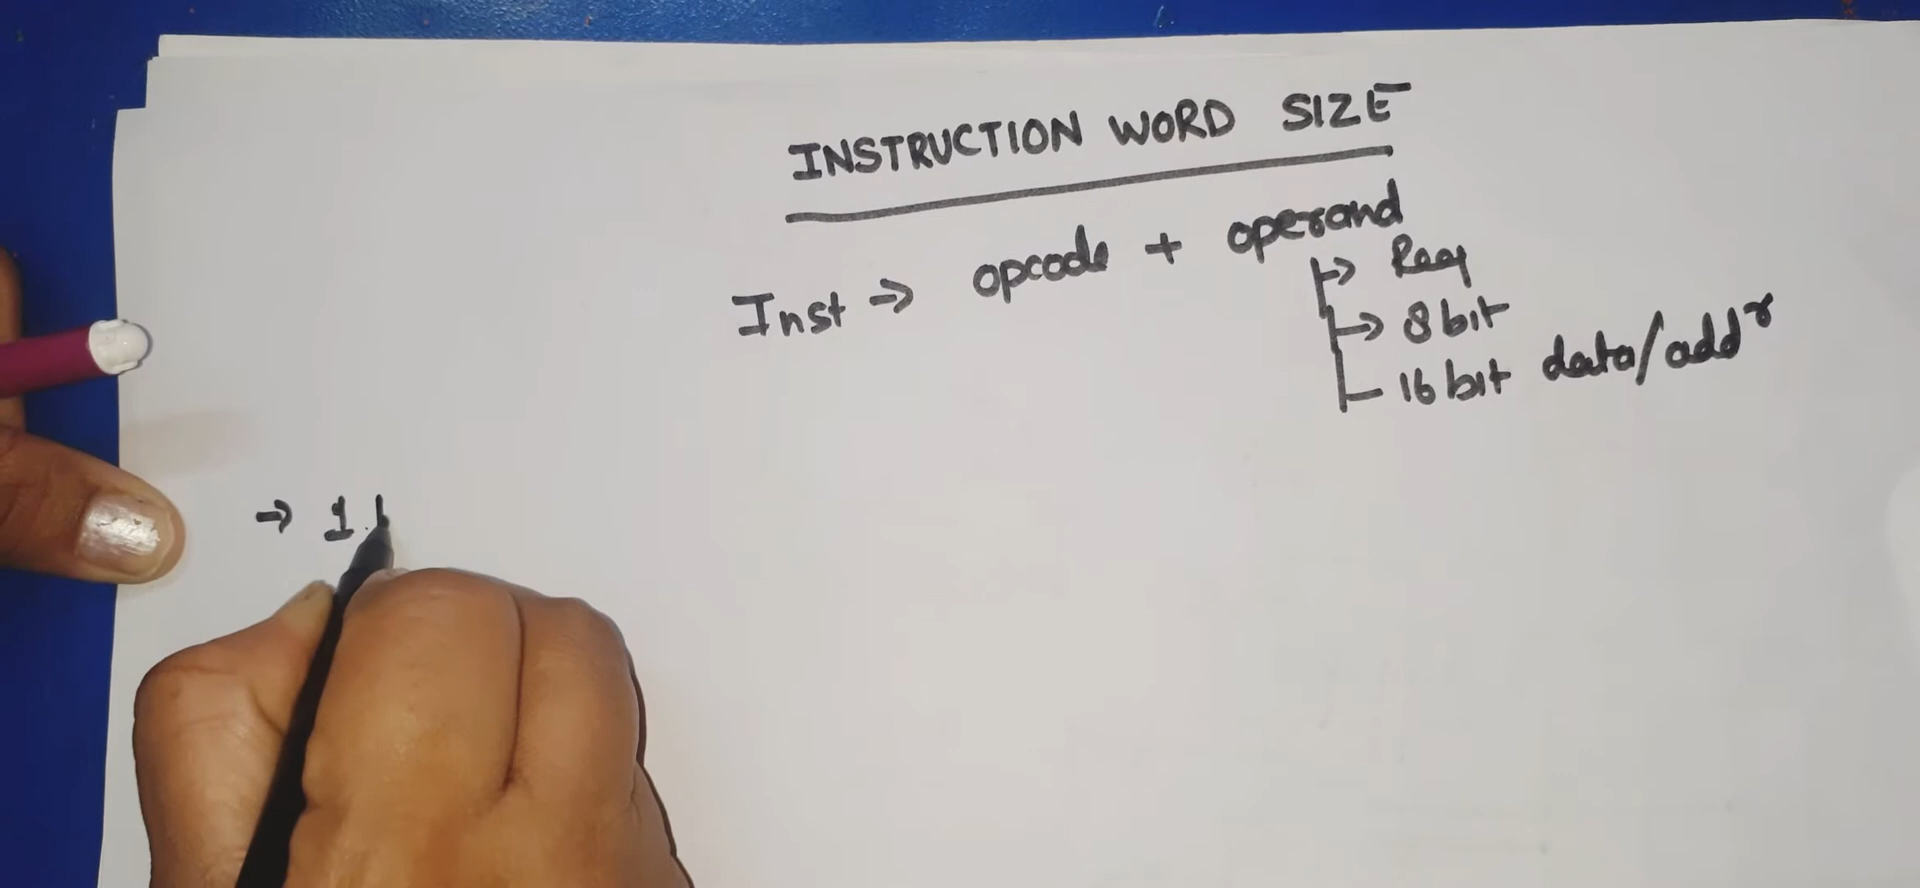 INSTRUCTION WORD SIZE
Inst → opcode + operand
→ Reg
→ 8 bit
16 bit data/addr
→ 1